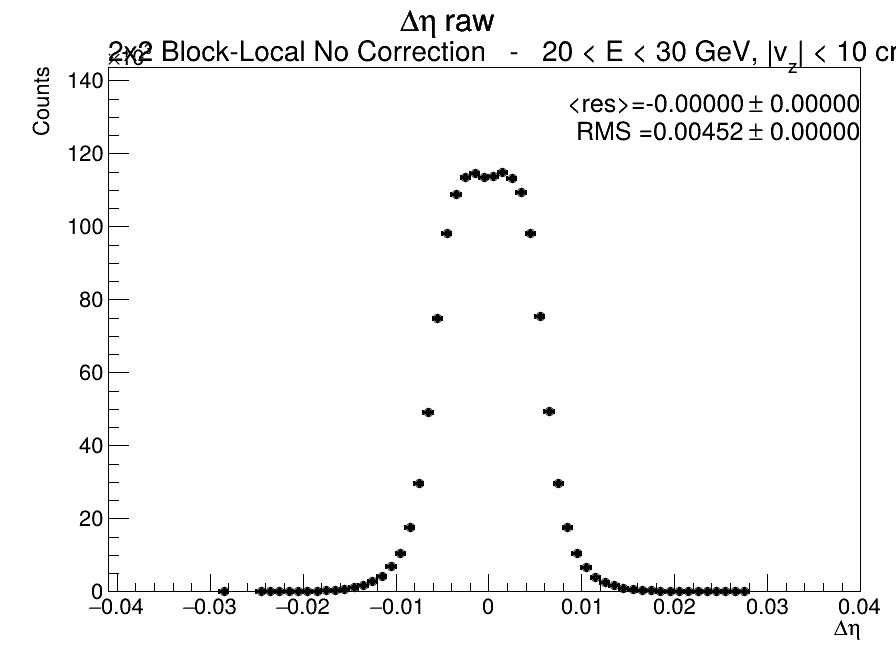 Δη raw
2x2 Block-Local No Correction - 20 < E < 30 GeV, |v_z| < 10 cm
Counts
140
120
100
80
60
40
20
0
<res>=-0.00000 ± 0.00000
RMS =0.00452 ± 0.00000
−0.04 −0.03 −0.02 −0.01 0 0.01 0.02 0.03 0.04
Δη